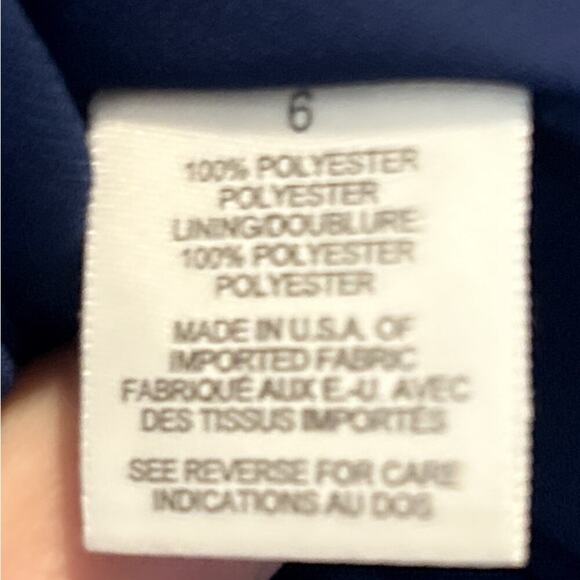 6
100% POLYESTER
POLYESTER
LINING/DOUBLURE
100% POLYESTER
POLYESTER
MADE IN U.S.A. OF
IMPORTED FABRIC
FABRIQUÉ AUX E.-U. AVEC
DES TISSUS IMPORTÉS
SEE REVERSE FOR CARE
INDICATIONS AU DOS